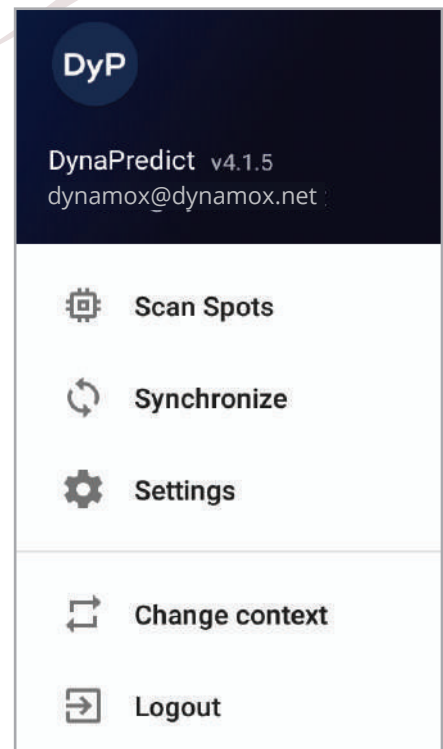 DyP
DynaPredict v4.1.5
dynamox@dynamox.net
Scan Spots
Synchronize
Settings
Change context
Logout